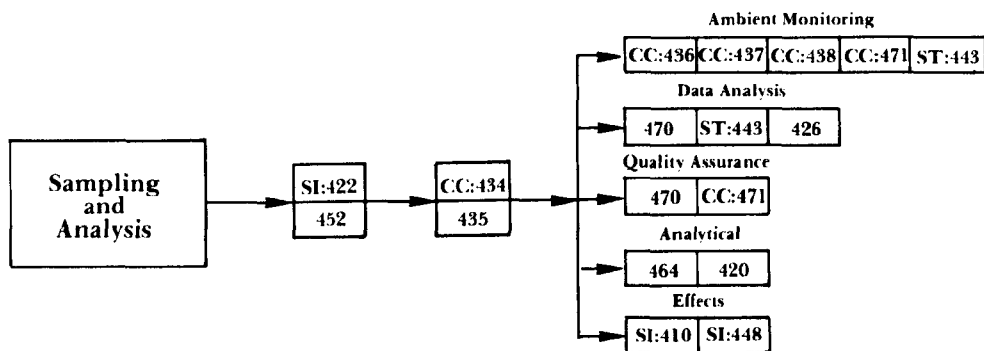 Ambient Monitoring
CC:436 CC:437 CC:438 CC:471 ST:443
Data Analysis
470 ST:443 426
Quality Assurance
470 CC:471
Analytical
464 420
Effects
SI:410 SI:448
Sampling
and
Analysis
SI:422
452
CC:434
435